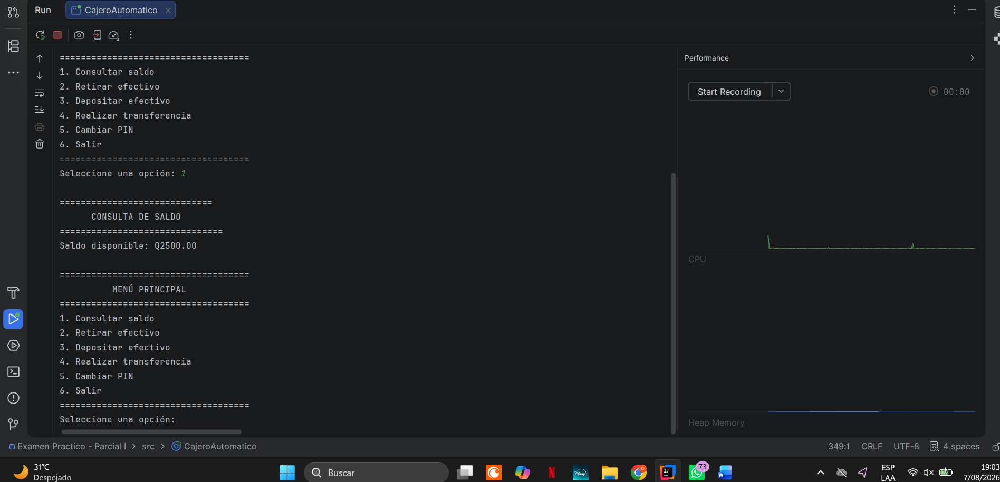 Run
CajeroAutomatico
====================================
1. Consultar saldo
2. Retirar efectivo
3. Depositar efectivo
4. Realizar transferencia
5. Cambiar PIN
6. Salir
====================================
Seleccione una opción: 1
=============================
CONSULTA DE SALDO
===============================
Saldo disponible: Q2500.00
====================================
MENÚ PRINCIPAL
====================================
1. Consultar saldo
2. Retirar efectivo
3. Depositar efectivo
4. Realizar transferencia
5. Cambiar PIN
6. Salir
====================================
Seleccione una opción:
Performance
Start Recording
00:00
CPU
Heap Memory
Examen Practico - Parcial I > src > CajeroAutomatico
349:1 CRLF UTF-8 4 spaces
31°C
Despejado
Buscar
Disney+
73
ESP
LAA
19:03
7/08/2026